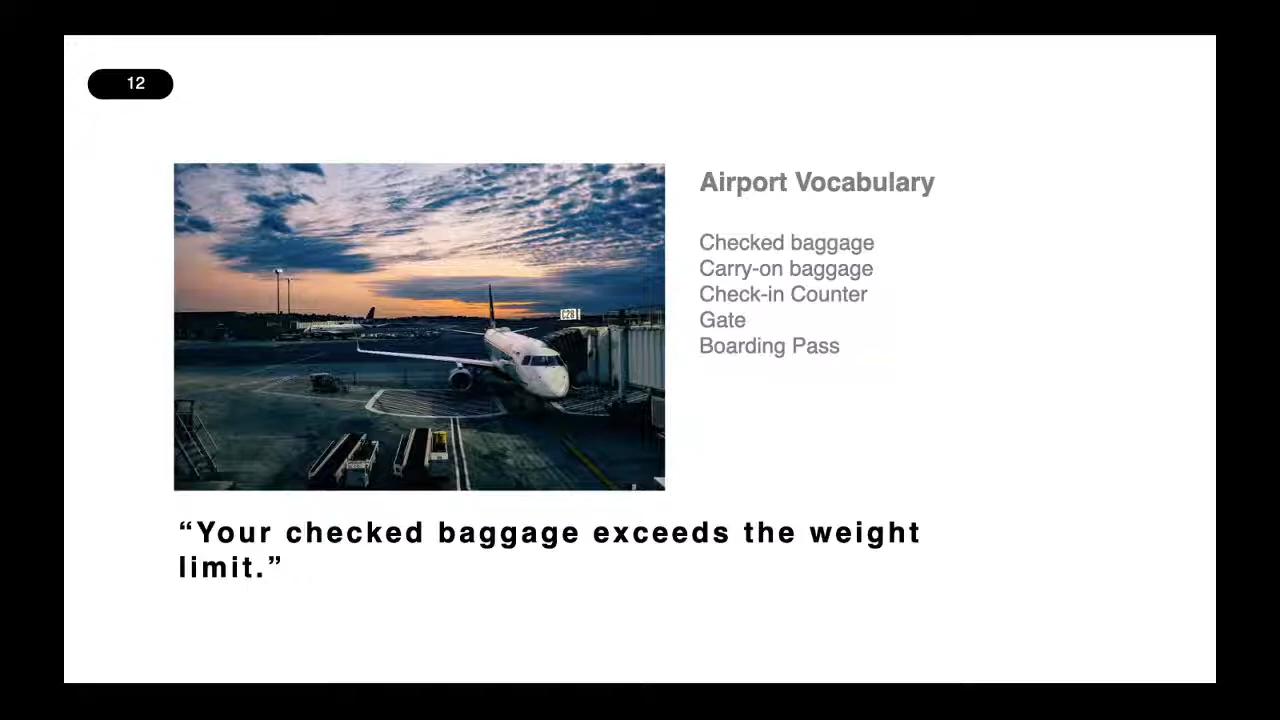 12
Airport Vocabulary
Checked baggage
Carry-on baggage
Check-in Counter
Gate
Boarding Pass
C28
“Your checked baggage exceeds the weight
limit.”